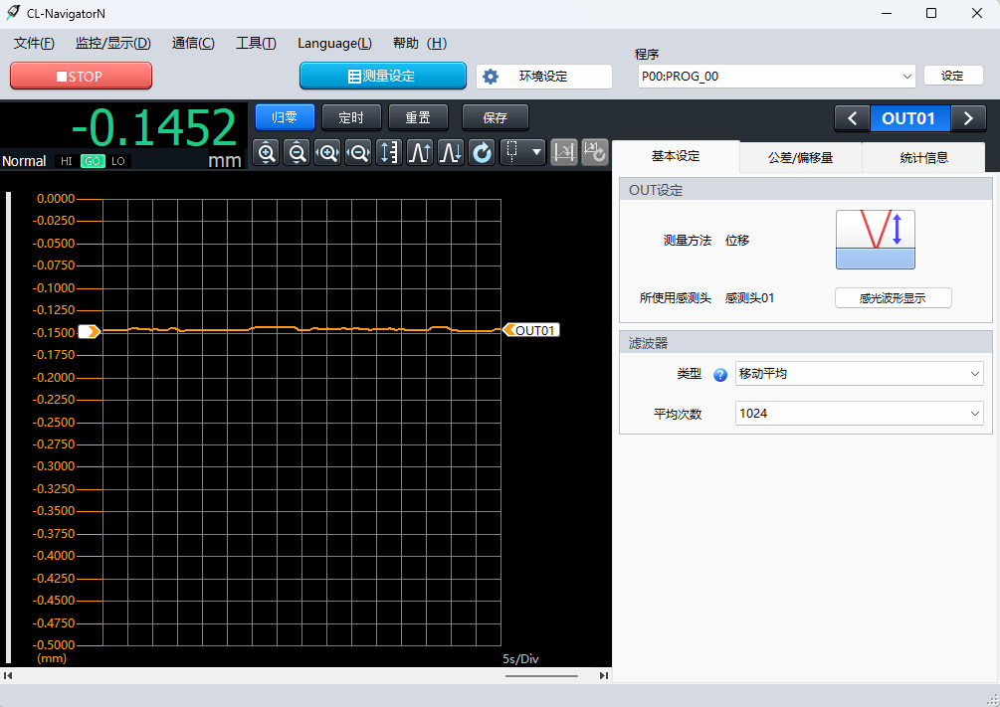 CL-NavigatorN
文件(F) 监控/显示(D) 通信(C) 工具(T) Language(L) 帮助 (H)
STOP 测量设定 环境设定
程序
P00:PROG_00 设定
-0.1452
Normal HI GO LO mm
归零 定时 重置 保存
OUT01
基本设定 公差/偏移量 统计信息
OUT设定
测量方法 位移
所使用感测头 感测头01 感光波形显示
滤波器
类型 ? 移动平均
平均次数 1024
0.0000
-0.0250
-0.0500
-0.0750
-0.1000
-0.1250
-0.1500
-0.1750
-0.2000
-0.2250
-0.2500
-0.2750
-0.3000
-0.3250
-0.3500
-0.3750
-0.4000
-0.4250
-0.4500
-0.4750
-0.5000
(mm)
OUT01
5s/Div